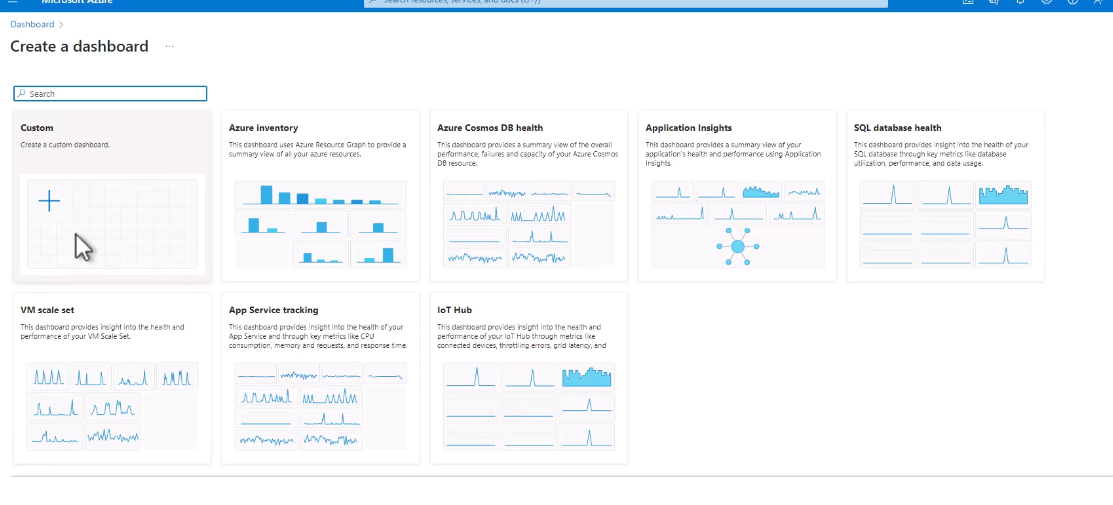 Microsoft Azure
Search resources, services, and docs (G+/)
Dashboard >
Create a dashboard ...
Search
Custom
Create a custom dashboard.
Azure inventory
This dashboard uses Azure Resource Graph to provide a
summary view of all your azure resources.
Azure Cosmos DB health
This dashboard provides a summary view of the overall
performance, failures and capacity of your Azure Cosmos
DB resource.
Application Insights
This dashboard provides a summary view of your
application's health and performance using Application
Insights.
SQL database health
This dashboard provides insight into the health of your
SQL database through key metrics like database
utilization, performance, and data usage.
VM scale set
This dashboard provides insight into the health and
performance of your VM Scale Set.
App Service tracking
This dashboard provides insight into the health of your
App Service and through key metrics like CPU
consumption, memory and requests, and response time.
IoT Hub
This dashboard provides insight into the health and
performance of your IoT Hub through metrics like
connected devices, throttling errors, grid latency, and